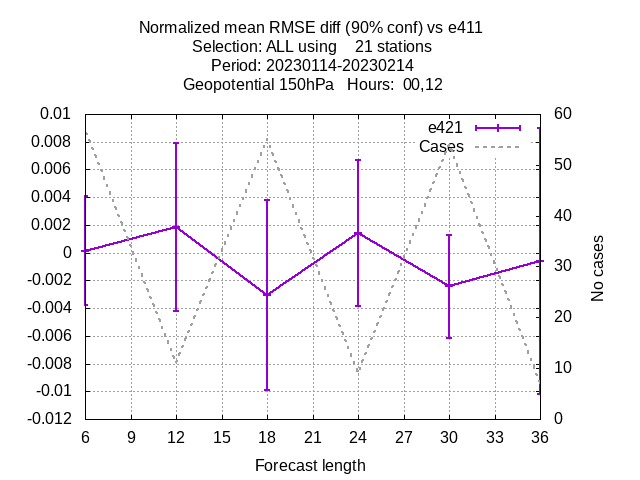 Normalized mean RMSE diff (90% conf) vs e411
Selection: ALL using    21 stations
Period: 20230114-20230214
Geopotential 150hPa   Hours:  00,12
0.01
0.008
0.006
0.004
0.002
0
-0.002
-0.004
-0.006
-0.008
-0.01
-0.012
60
50
40
30
20
10
0
e421
Cases
No cases
6 9 12 15 18 21 24 27 30 33 36
Forecast length